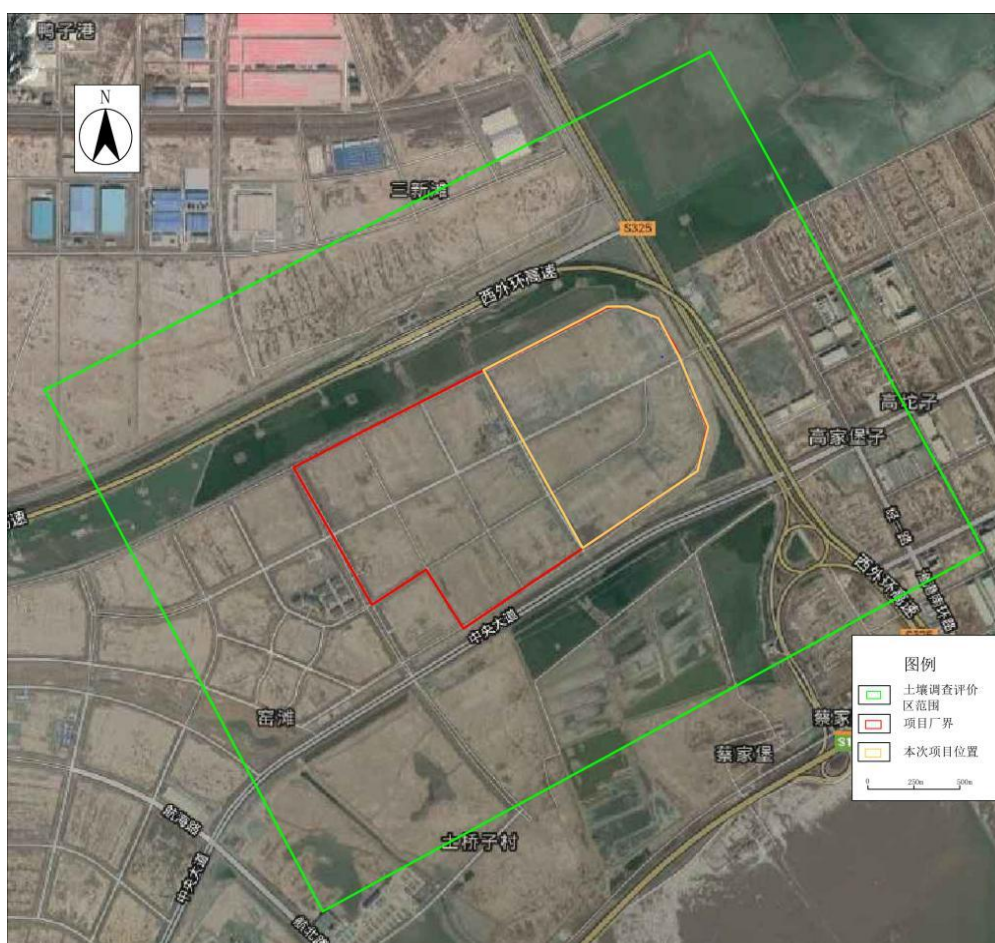 鸭子港
N
三新滩
S325
西外环高速
高坨子
高家堡子
高速
西外环高速
中央大道
窑滩
蔡家堡
航海路
土桥子村
中央大道
图例
土壤调查评价
区范围
项目厂界
本次项目位置
0 250m 500m